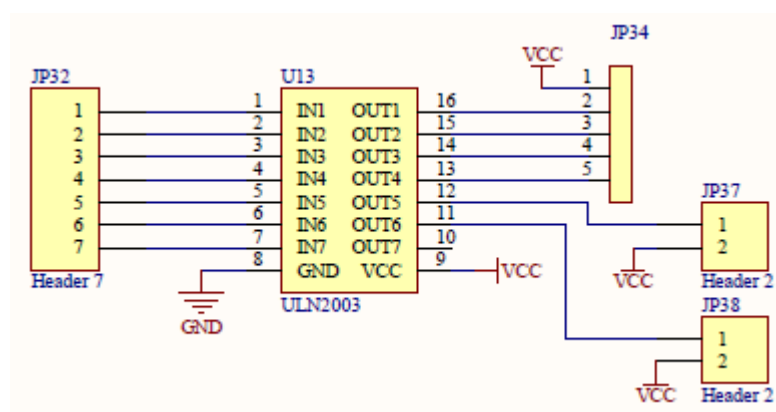 JP34
VCC
JP32
U13
1
1
1
IN1
OUT1
16
2
2
2
IN2
OUT2
15
3
3
3
IN3
OUT3
14
4
4
4
IN4
OUT4
13
5
5
5
IN5
OUT5
12
JP37
6
6
IN6
OUT6
11
1
7
7
IN7
OUT7
10
2
8
GND
VCC
9
VCC
VCC
Header 7
ULN2003
Header 2
GND
JP38
1
2
VCC
Header 2